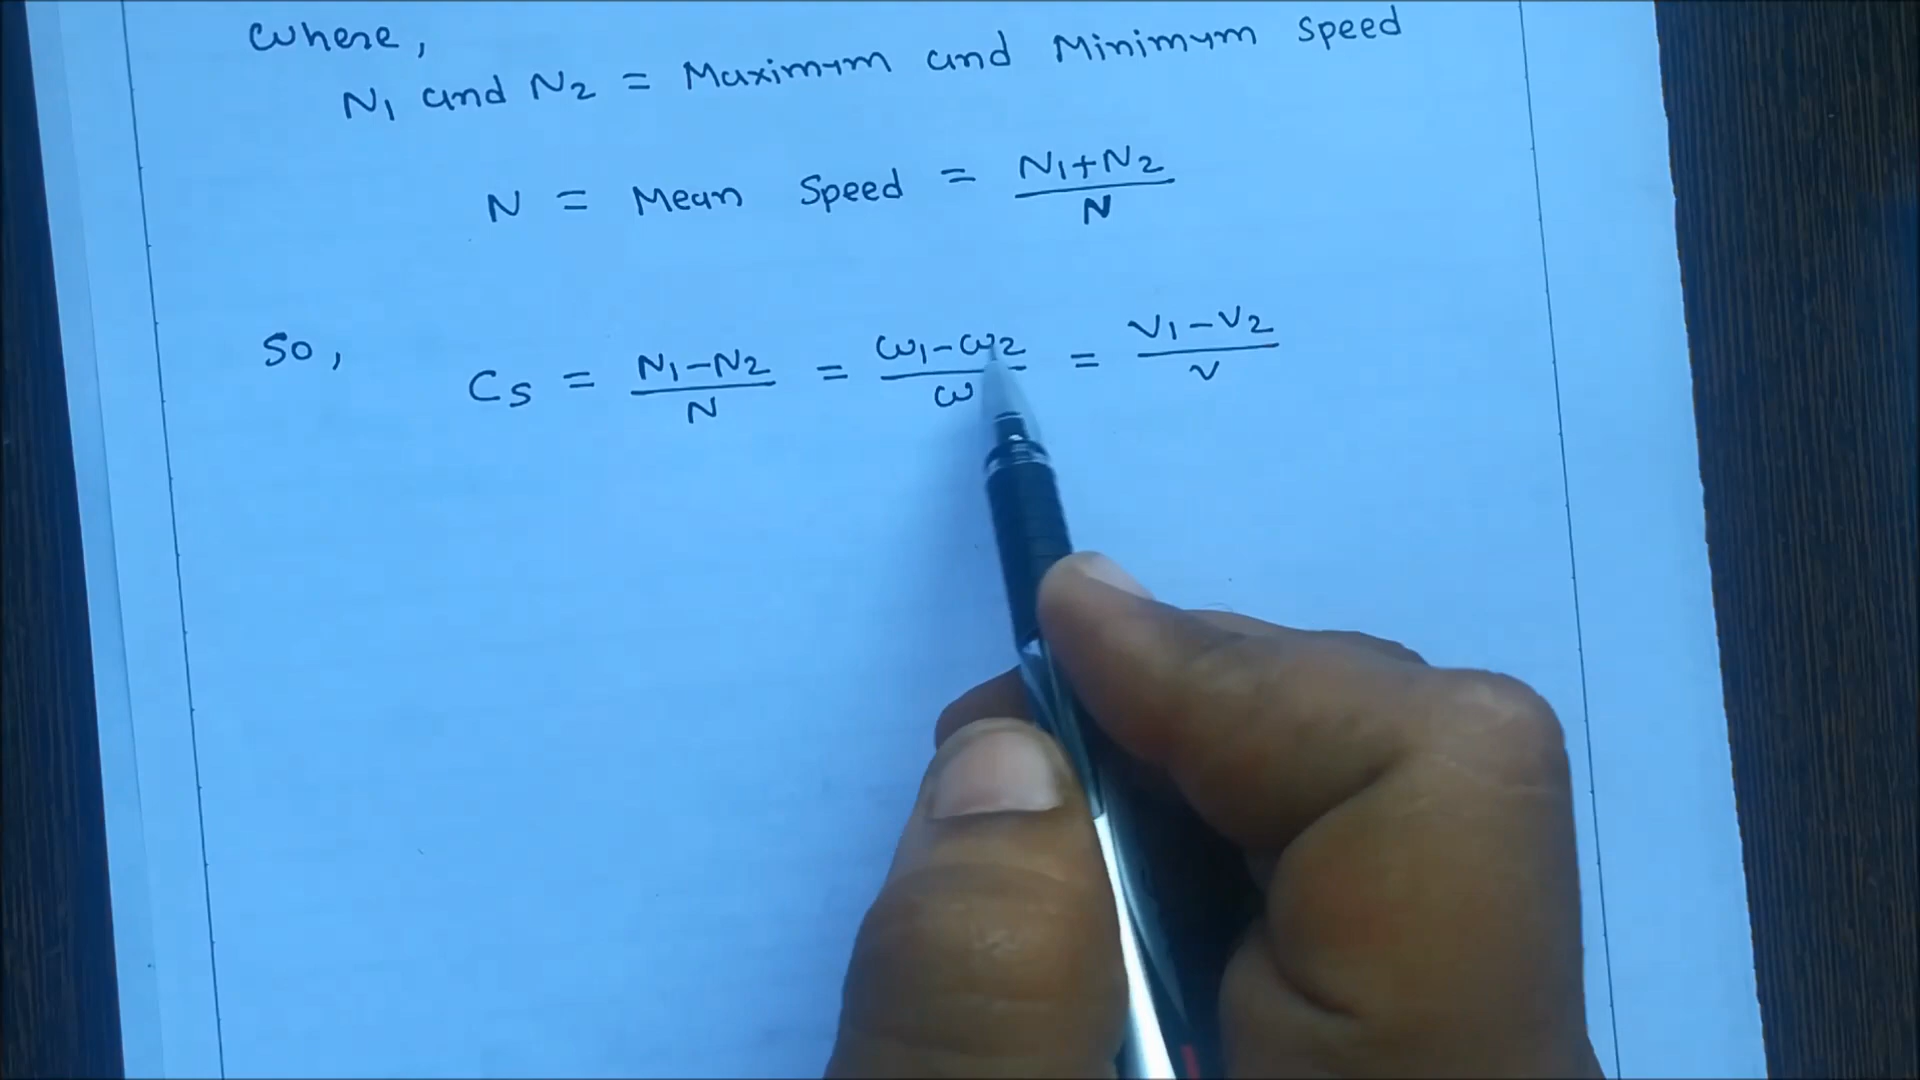 Where,
N1 and N2 = Maximum and Minimum Speed
N = Mean Speed = N1+N2 / N
So, Cs = N1-N2 / N = ω1-ω2 / ω = V1-V2 / V